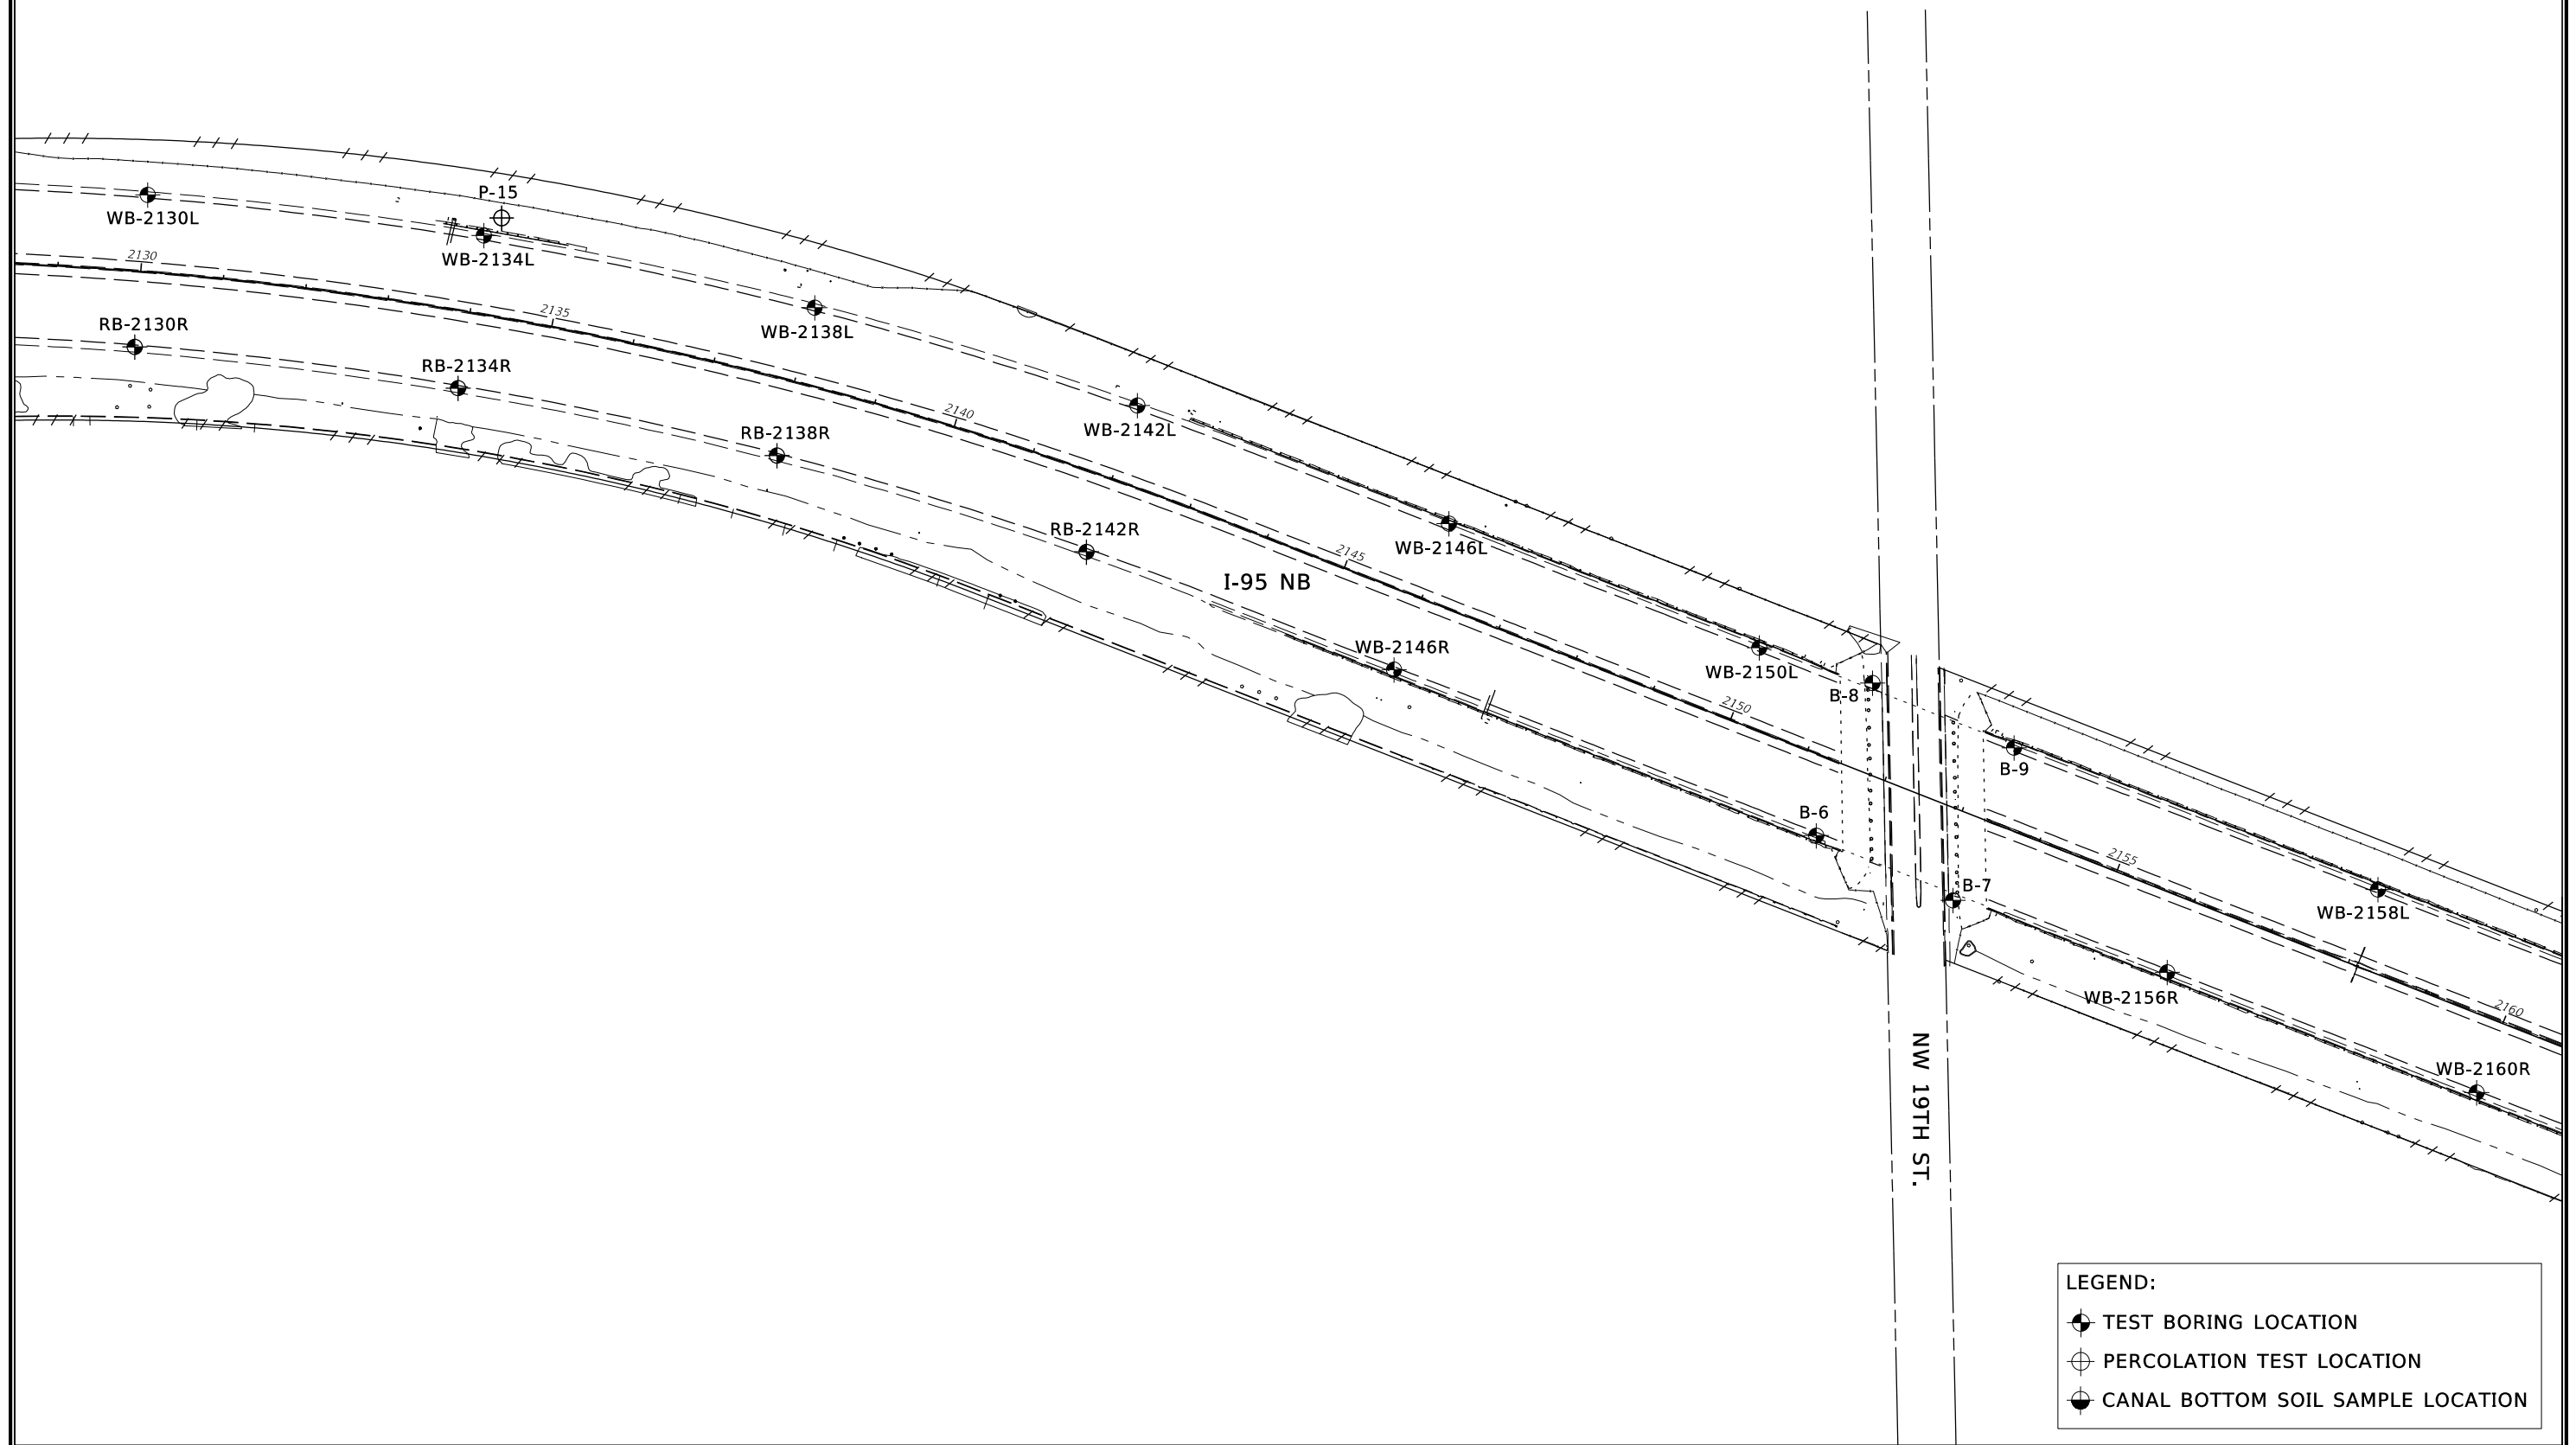 P-15
WB-2130L
WB-2134L
2130
2135
RB-2130R
WB-2138L
RB-2134R
2140
WB-2142L
RB-2138R
RB-2142R
WB-2146L
2145
I-95 NB
WB-2146R
WB-2150L
B-8
2150
B-9
B-6
2155
B-7
WB-2158L
WB-2156R
2160
WB-2160R
NW 19TH ST.
LEGEND:
TEST BORING LOCATION
PERCOLATION TEST LOCATION
CANAL BOTTOM SOIL SAMPLE LOCATION